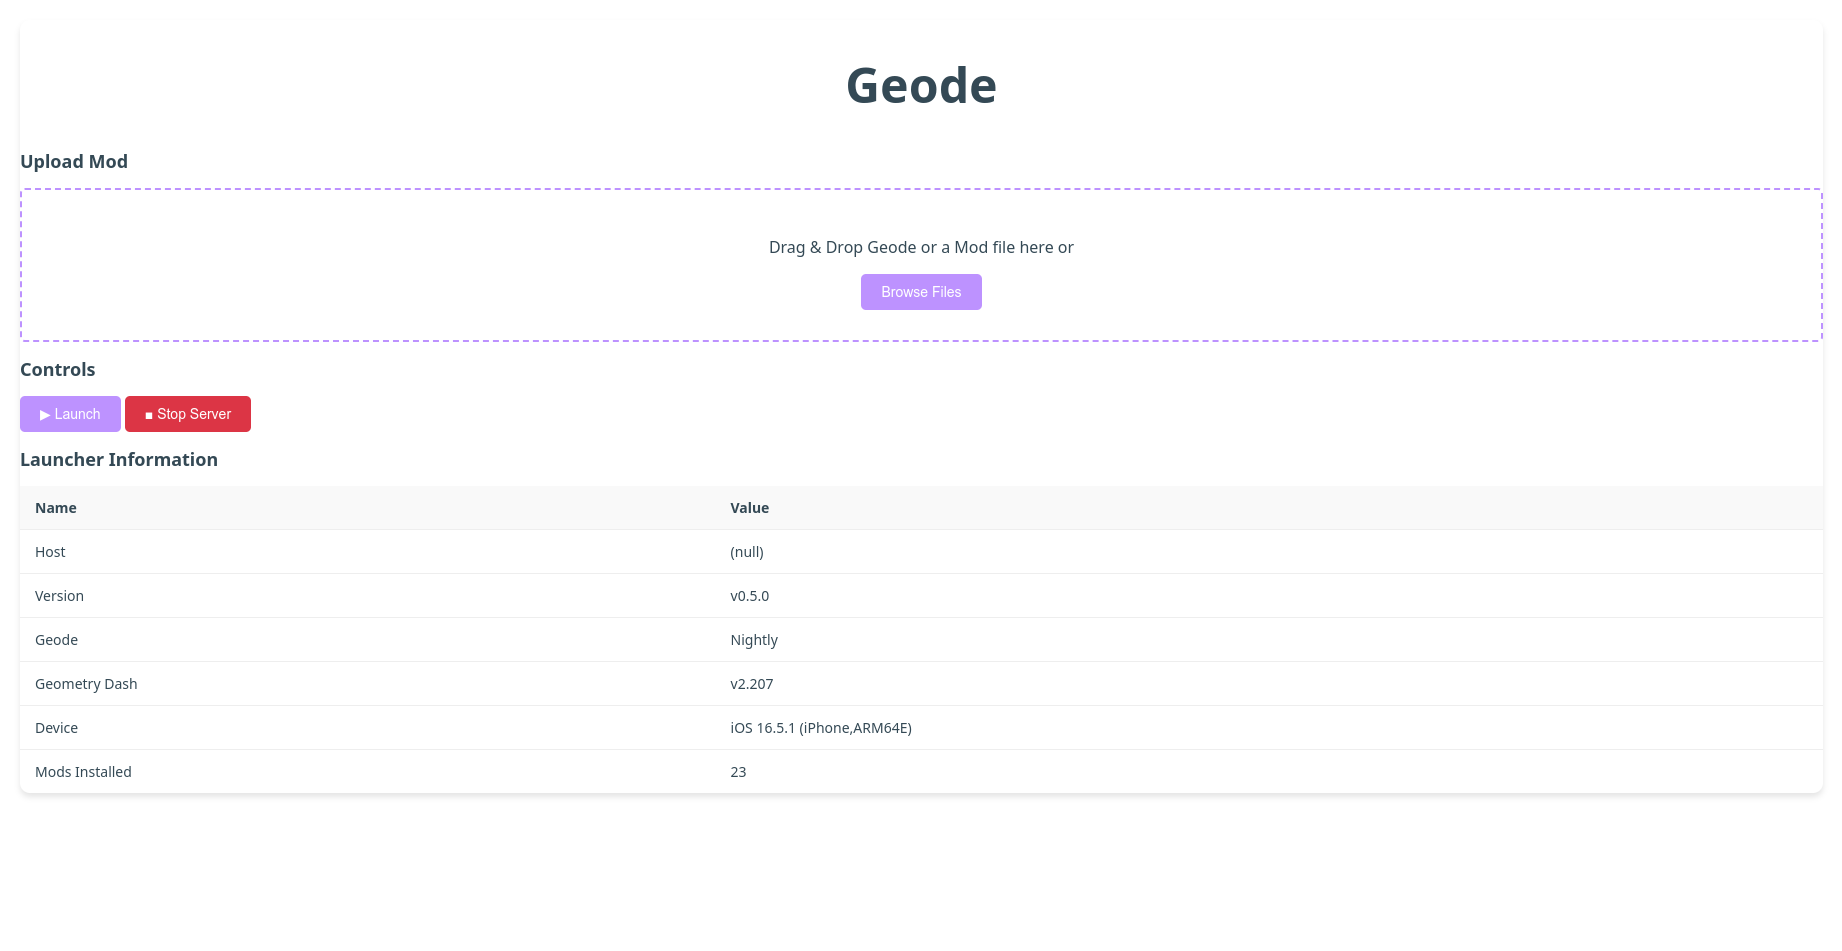 Geode
Upload Mod
Drag & Drop Geode or a Mod file here or
Browse Files
Controls
▶ Launch ■ Stop Server
Launcher Information
Name Value
Host (null)
Version v0.5.0
Geode Nightly
Geometry Dash v2.207
Device iOS 16.5.1 (iPhone,ARM64E)
Mods Installed 23